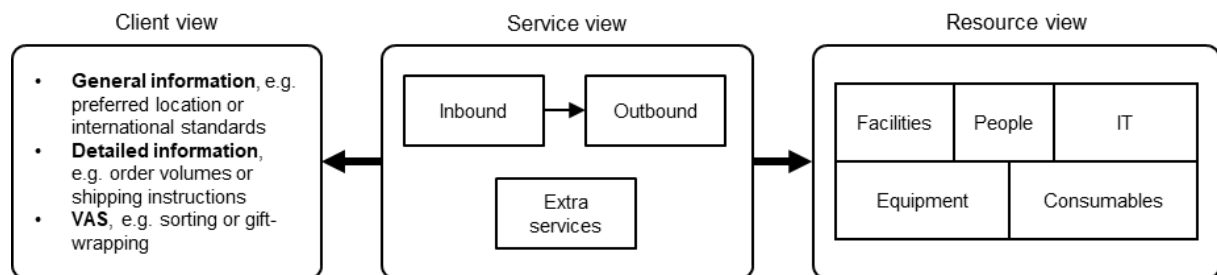 Client view
• General information, e.g.
preferred location or
international standards
• Detailed information,
e.g. order volumes or
shipping instructions
• VAS, e.g. sorting or gift-
wrapping
Service view
Inbound
Outbound
Extra
services
Resource view
Facilities
People
IT
Equipment
Consumables